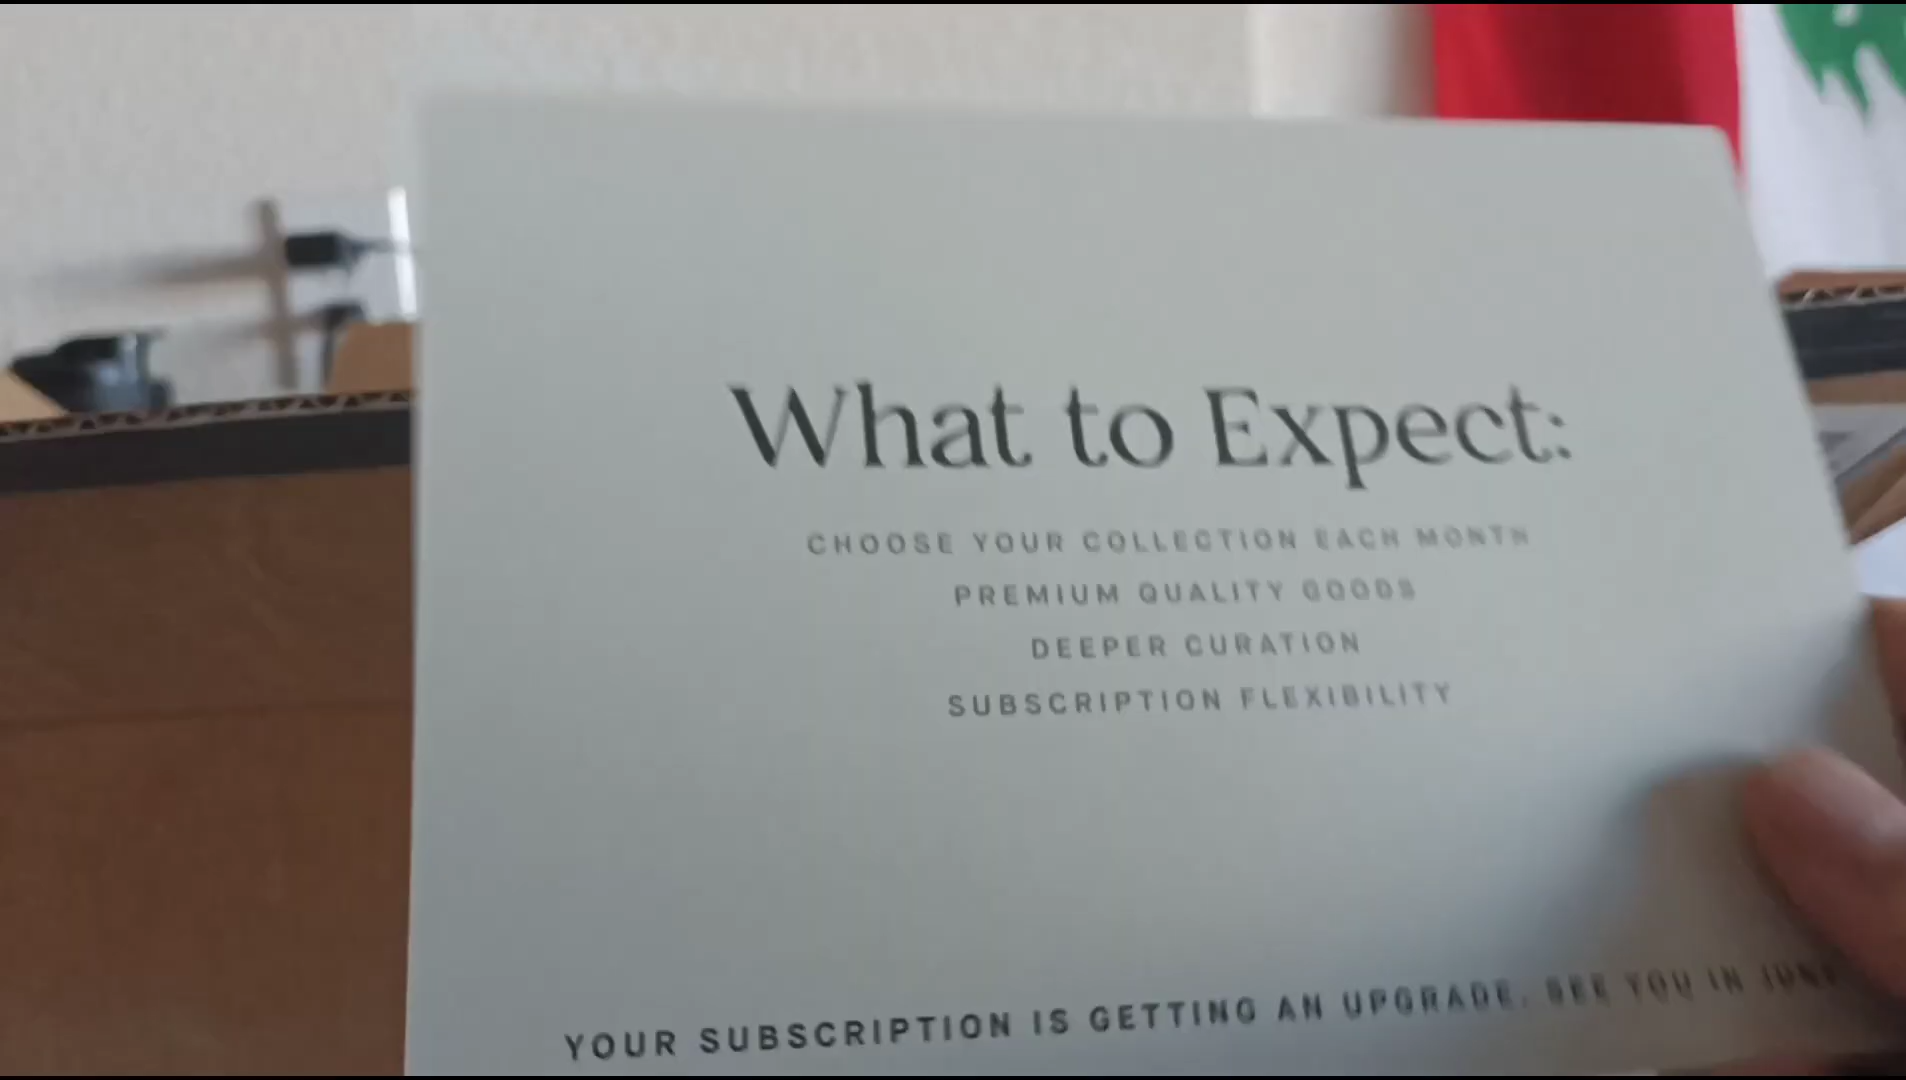 What to Expect:
CHOOSE YOUR COLLECTION EACH MONTH
PREMIUM QUALITY GOODS
DEEPER CURATION
SUBSCRIPTION FLEXIBILITY
YOUR SUBSCRIPTION IS GETTING AN UPGRADE. SEE YOU IN JUNE